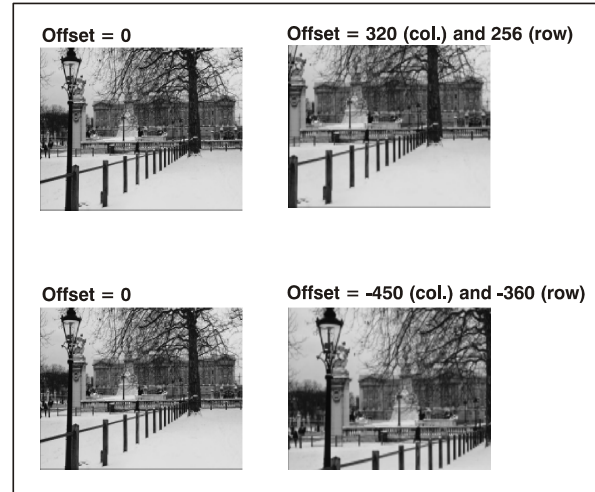 Offset = 0
Offset = 320 (col.) and 256 (row)
Offset = 0
Offset = -450 (col.) and -360 (row)